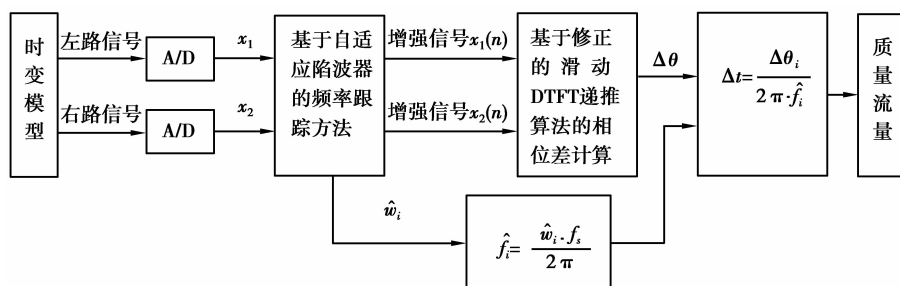 时变模型
左路信号
A/D
x₁
右路信号
A/D
x₂
基于自适
应陷波器
的频率跟
踪方法
增强信号x₁(n)
增强信号x₂(n)
基于修正
的滑动
DTFT递推
算法的相
位差计算
Δθ
Δt=Δθᵢ/2π·f̂ᵢ
质量流量
ŵᵢ
f̂ᵢ=ŵᵢ·fₛ/2π